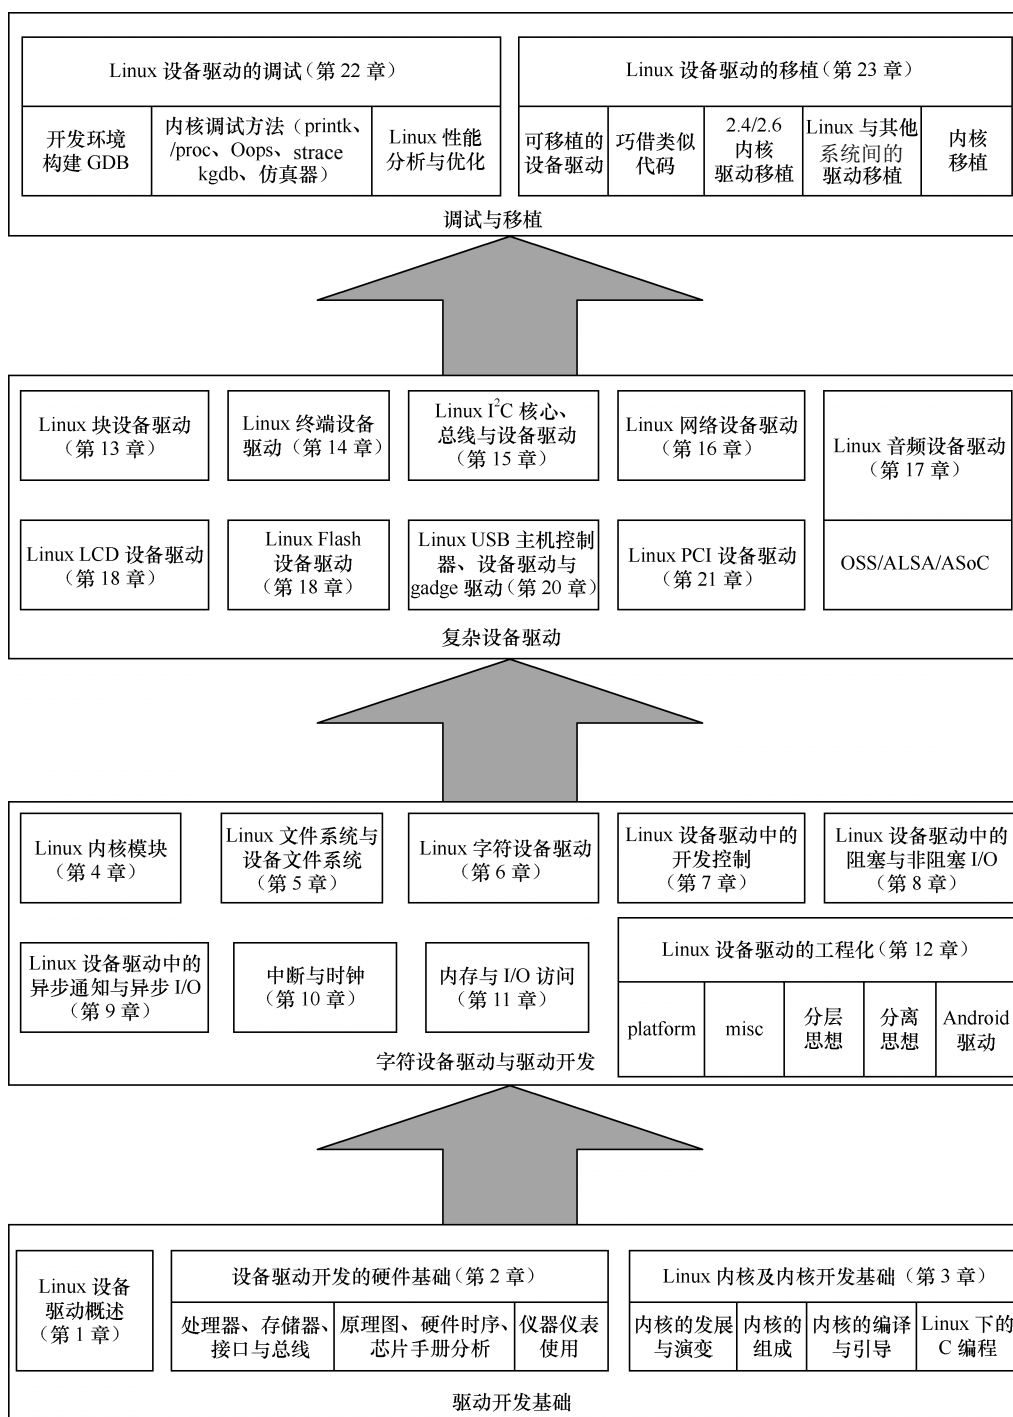 Linux 设备驱动的调试(第 22 章)
开发环境
构建 GDB
内核调试方法（printk、
/proc、Oops、strace
kgdb、仿真器）
Linux 性能
分析与优化
Linux 设备驱动的移植(第 23 章)
可移植的
设备驱动
巧借类似
代码
2.4/2.6
内核
驱动移植
Linux 与其他
系统间的
驱动移植
内核
移植
调试与移植
Linux 块设备驱动
（第 13 章）
Linux 终端设备
驱动（第 14 章）
Linux I²C 核心、
总线与设备驱动
（第 15 章）
Linux 网络设备驱动
（第 16 章）
Linux 音频设备驱动
（第 17 章）
OSS/ALSA/ASoC
Linux LCD 设备驱动
（第 18 章）
Linux Flash
设备驱动
（第 18 章）
Linux USB 主机控制
器、设备驱动与
gadge 驱动(第 20 章)
Linux PCI 设备驱动
（第 21 章）
复杂设备驱动
Linux 内核模块
（第 4 章）
Linux 文件系统与
设备文件系统
（第 5 章）
Linux 字符设备驱动
（第 6 章）
Linux 设备驱动中的
开发控制
（第 7 章）
Linux 设备驱动中的
阻塞与非阻塞 I/O
（第 8 章）
Linux 设备驱动中的
异步通知与异步 I/O
（第 9 章）
中断与时钟
（第 10 章）
内存与 I/O 访问
（第 11 章）
Linux 设备驱动的工程化(第 12 章）
platform
misc
分层
思想
分离
思想
Android
驱动
字符设备驱动与驱动开发
Linux 设备
驱动概述
（第 1 章）
设备驱动开发的硬件基础(第 2 章）
处理器、存储器、
接口与总线
原理图、硬件时序、
芯片手册分析
仪器仪表
使用
Linux 内核及内核开发基础（第 3 章）
内核的发展
与演变
内核的
组成
内核的编译
与引导
Linux 下的
C 编程
驱动开发基础